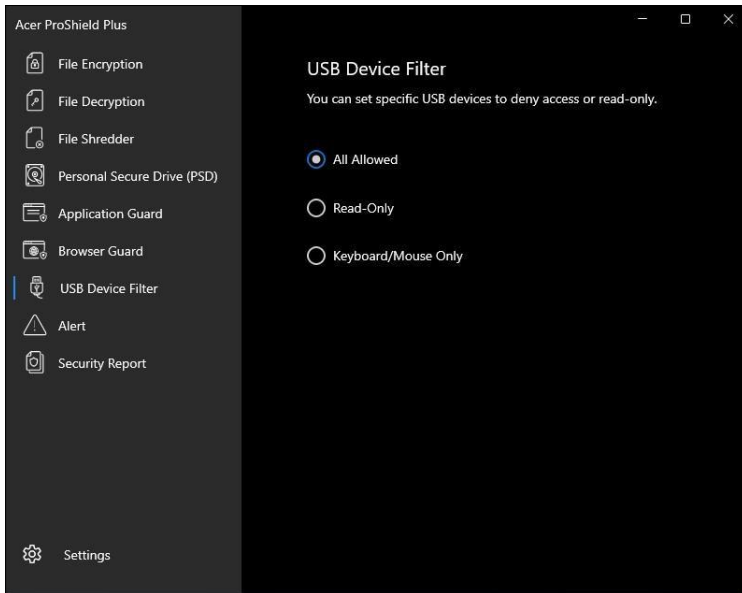 Acer ProShield Plus
File Encryption
File Decryption
File Shredder
Personal Secure Drive (PSD)
Application Guard
Browser Guard
USB Device Filter
Alert
Security Report
Settings
USB Device Filter
You can set specific USB devices to deny access or read-only.
All Allowed
Read-Only
Keyboard/Mouse Only